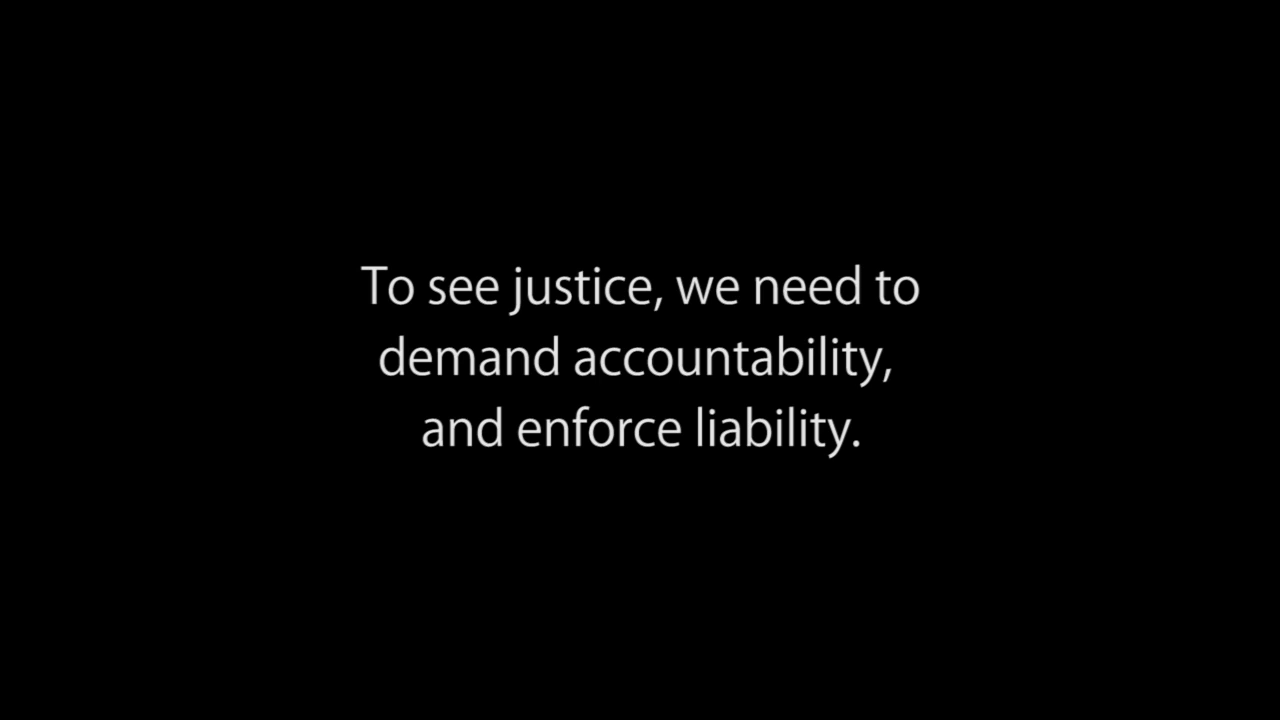 To see justice, we need to
demand accountability,
and enforce liability.